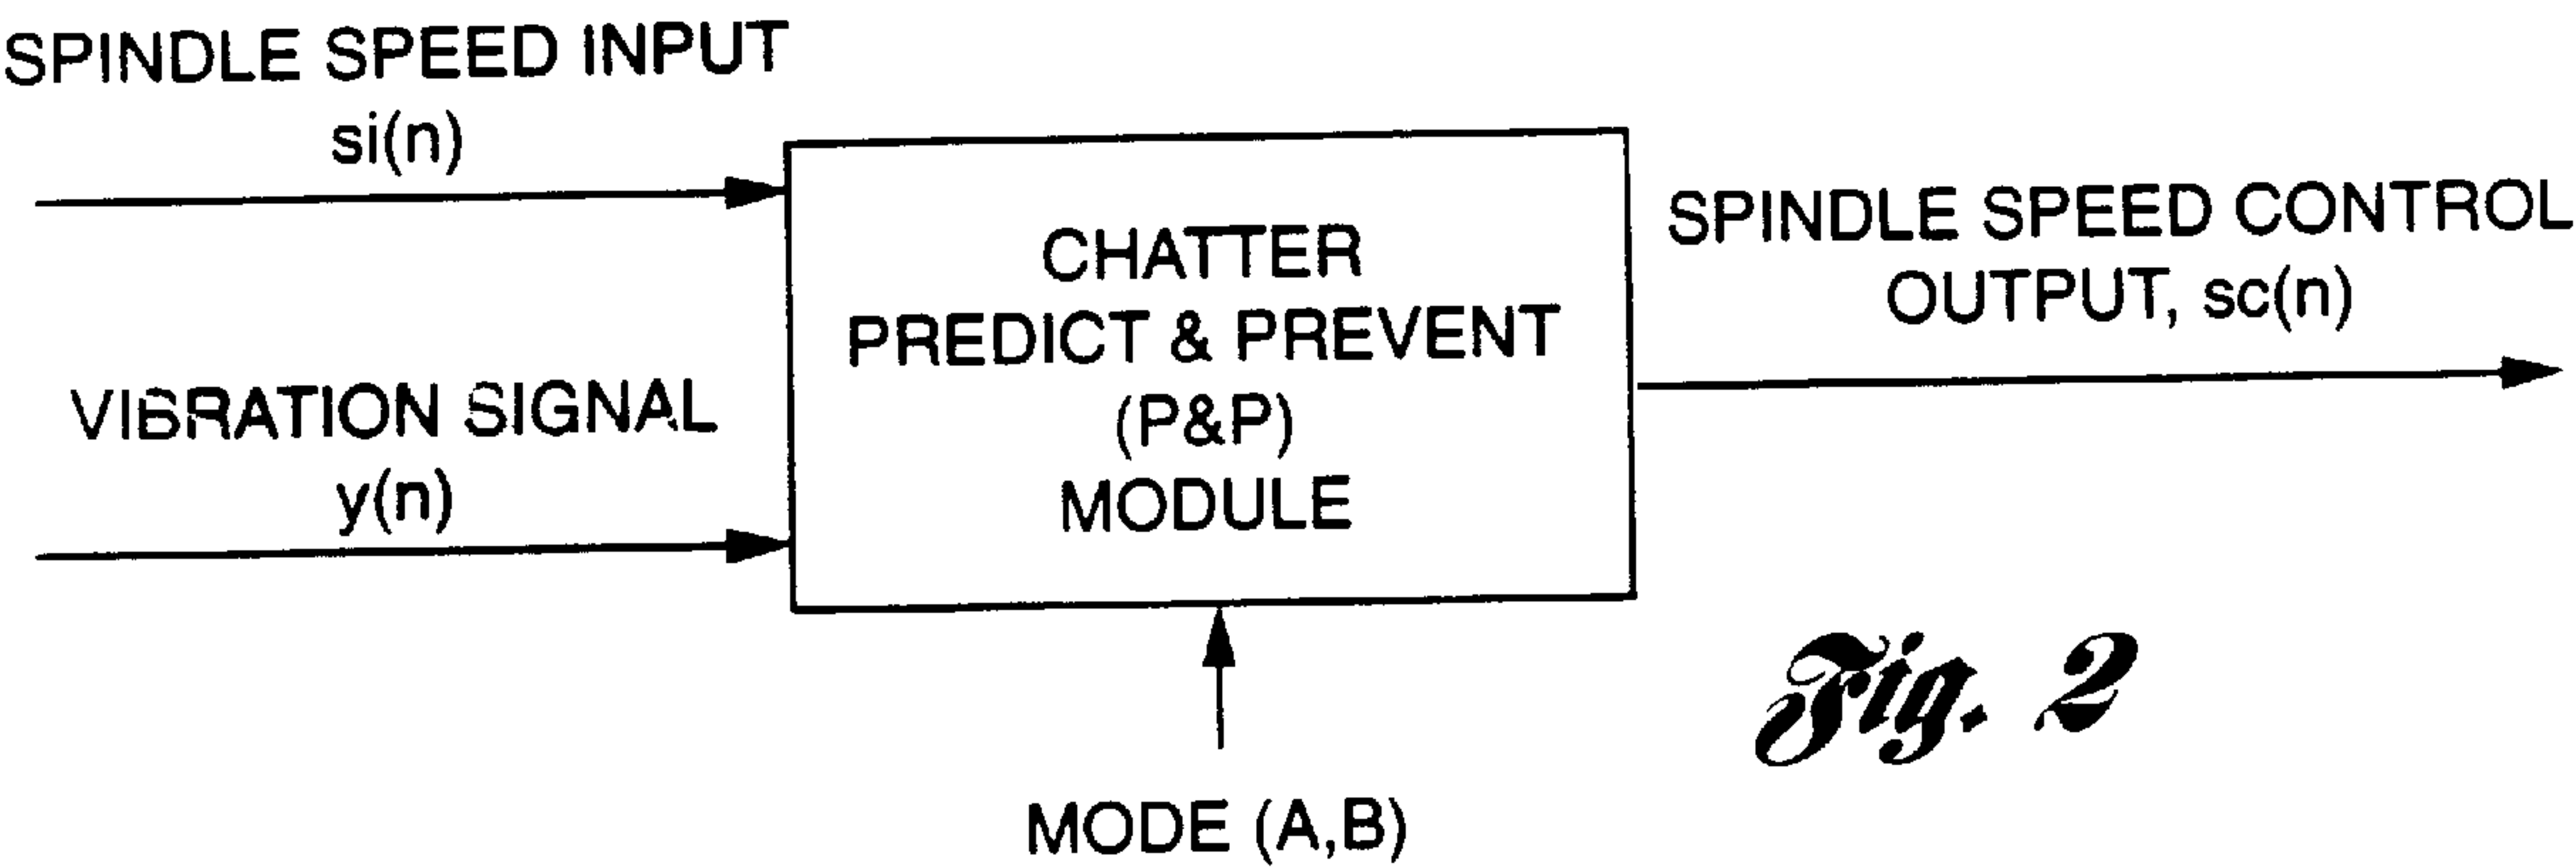 SPINDLE SPEED INPUT
si(n)
VIBRATION SIGNAL
y(n)
CHATTER
PREDICT & PREVENT
(P&P)
MODULE
SPINDLE SPEED CONTROL
OUTPUT, sc(n)
MODE (A,B)
Fig. 2